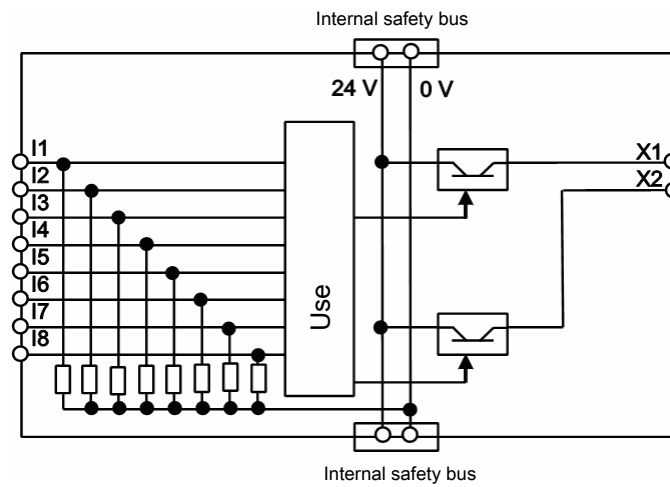 Internal safety bus
24 V
0 V
I1
I2
I3
I4
I5
I6
I7
I8
Use
X1
X2
Internal safety bus